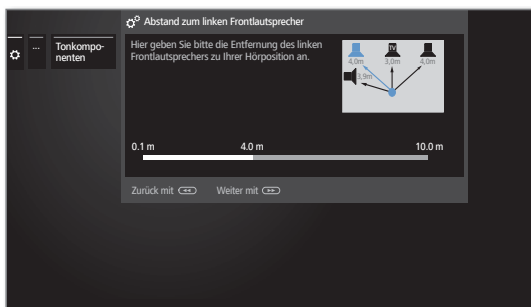 Abstand zum linken Frontlautsprecher
...
Tonkompo-
nenten
Hier geben Sie bitte die Entfernung des linken
Frontlautsprechers zu Ihrer Hörposition an.
TV
4,0m 3,0m 4,0m
3,9m
0.1 m 4.0 m 10.0 m
Zurück mit Weiter mit